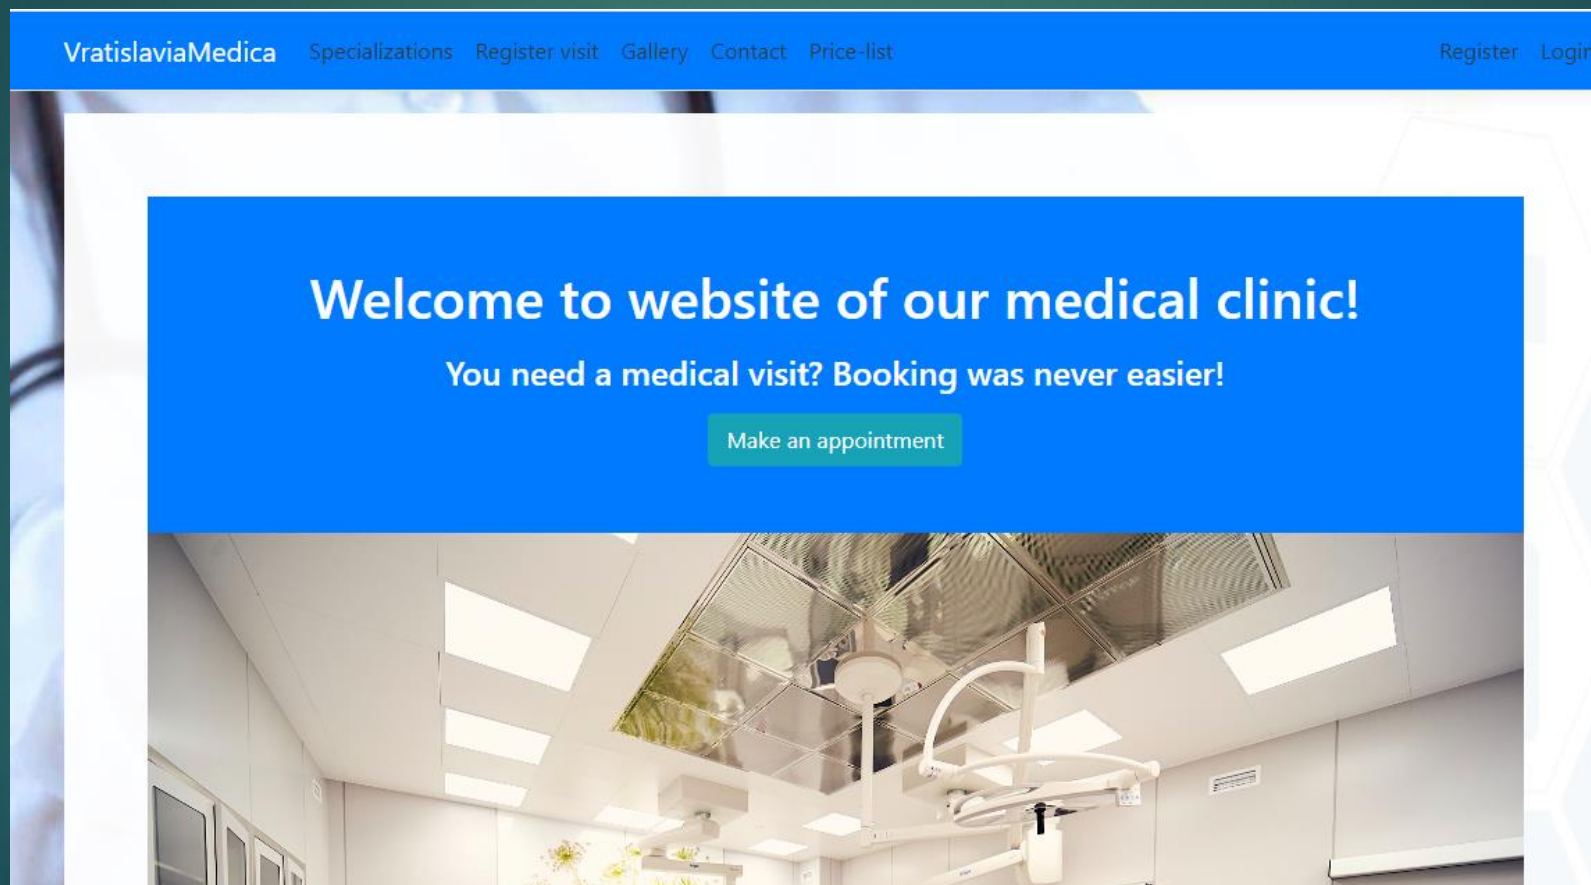 VratislaviaMedica Specializations Register visit Gallery Contact Price-list Register Login
Welcome to website of our medical clinic!
You need a medical visit? Booking was never easier!
Make an appointment